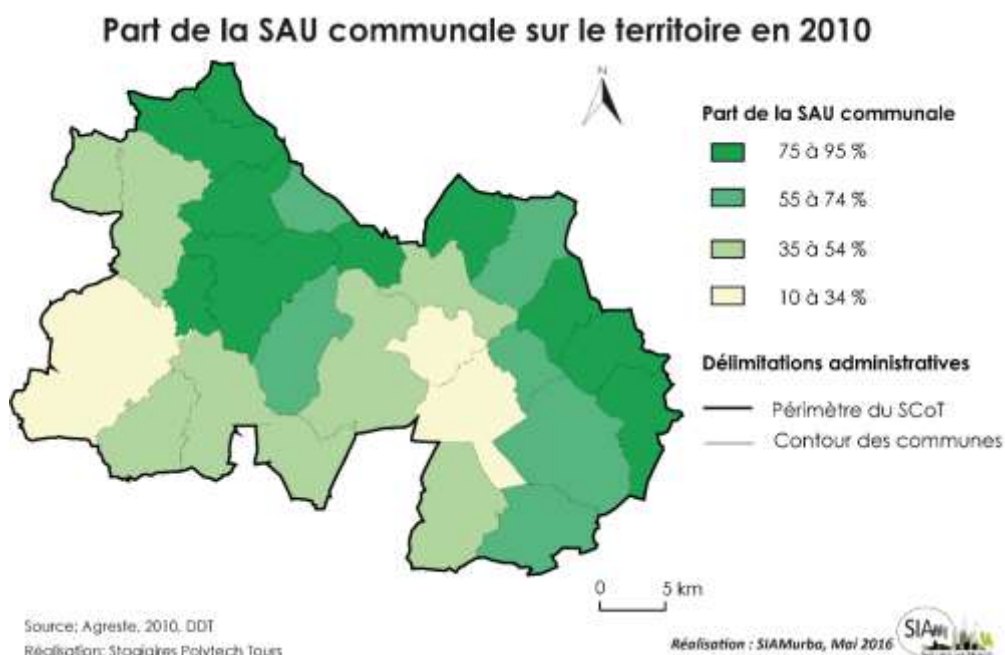 Part de la SAU communale sur le territoire en 2010
N
Part de la SAU communale
75 à 95 %
55 à 74 %
35 à 54 %
10 à 34 %
Délimitations administratives
Périmètre du SCoT
Contour des communes
0 5 km
Source: Agreste, 2010, DDT
Réalisation: Stagiaires Polytech Tours
Réalisation : SIAMurba, Mai 2016
SIAM